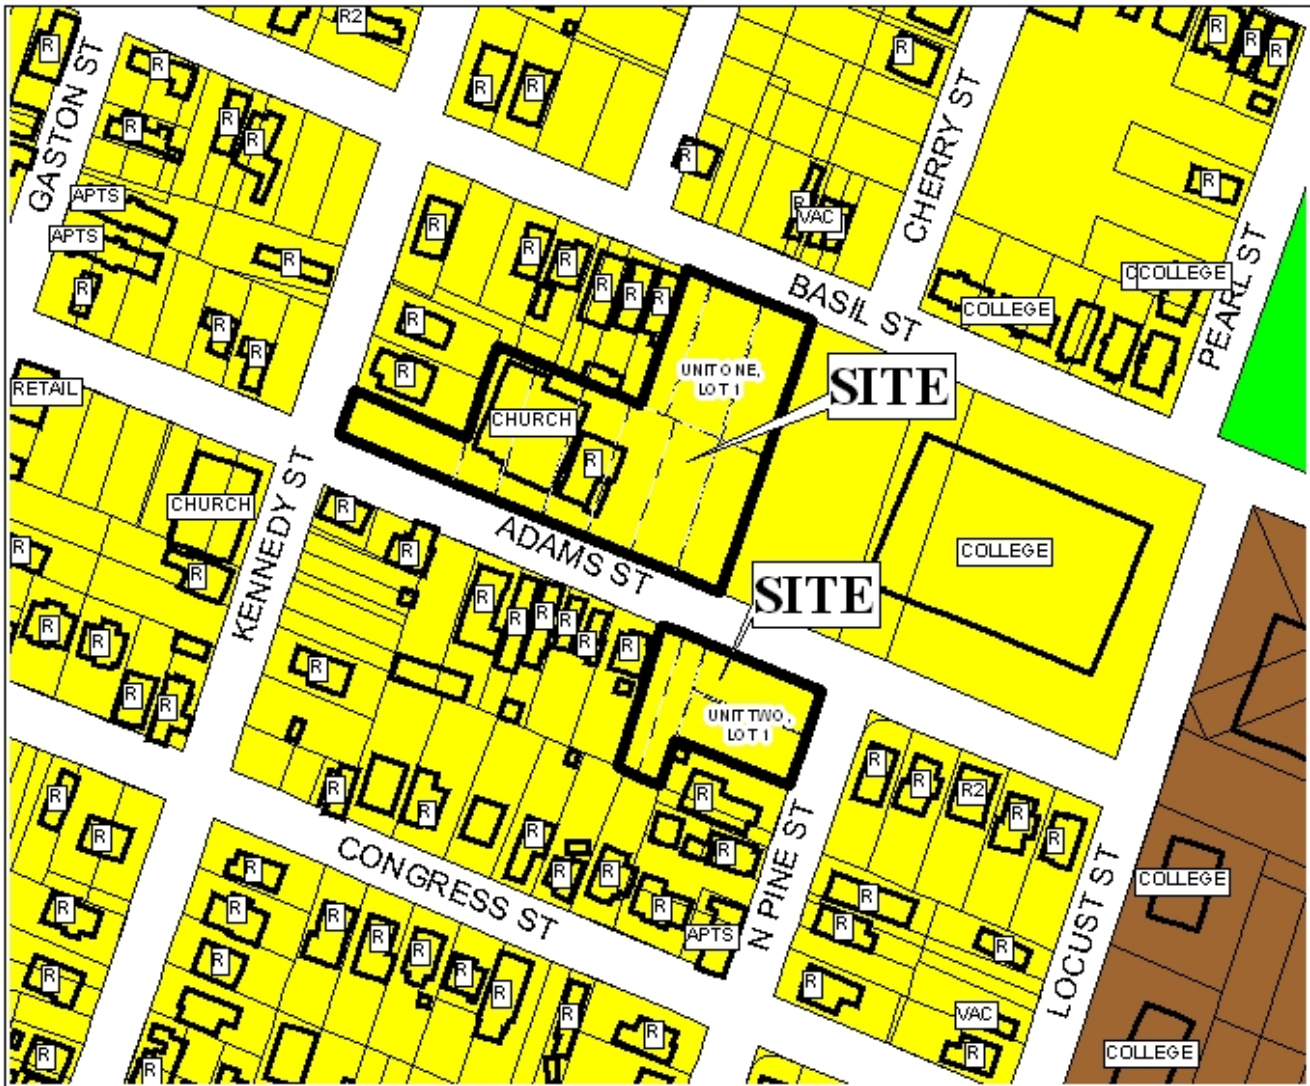 R2
R
R
R
R
R
R
R
R
R
R
R
R
GASTON ST
CHERRY ST
R
R
APTS
R
VAC
APTS
R
R
R
R
PEARL ST
CCOLLEGE
R
R
R
R
R
BASIL ST
COLLEGE
R
R
R
UNIT ONE,
LOT 1
SITE
RETAIL
R
CHURCH
R
CHURCH
KENNEDY ST
R
R
ADAMS ST
COLLEGE
R
R
SITE
R
R
R
R
R
R
R
R
R
R
R
R
UNIT TWO,
LOT 1
R
R
R2
R
R
R
R
R
R
R
R
CONGRESS ST
R
R
R
R
N PINE ST
R
R
APTS
R
R
R
LOCUST ST
COLLEGE
R
R
R
R
R
R
R
R
R
R
R
R
VAC
R
R
R
R
COLLEGE